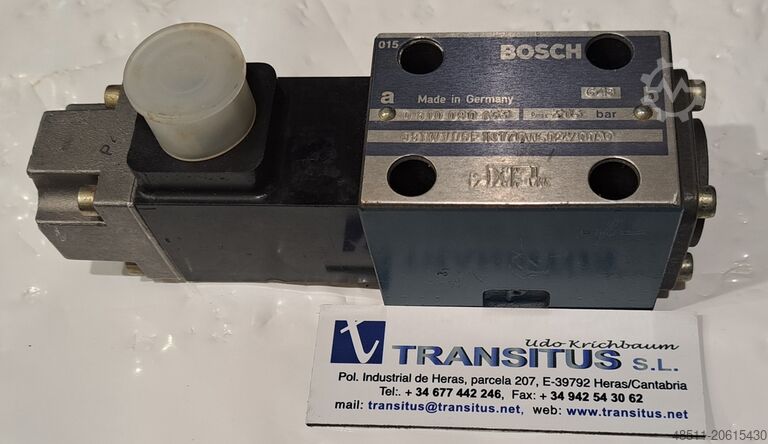 015
BOSCH
a
Made in Germany
b
bar
P
Udo Krichbaum
TRANSITUS S.L.
Pol. Industrial de Heras, parcela 207, E-39792 Heras/Cantabria
Tel:. + 34 677 442 246, Fax: + 34 942 54 30 62
mail: transitus@transitus.net, web: www.transitus.net
48511-20615430